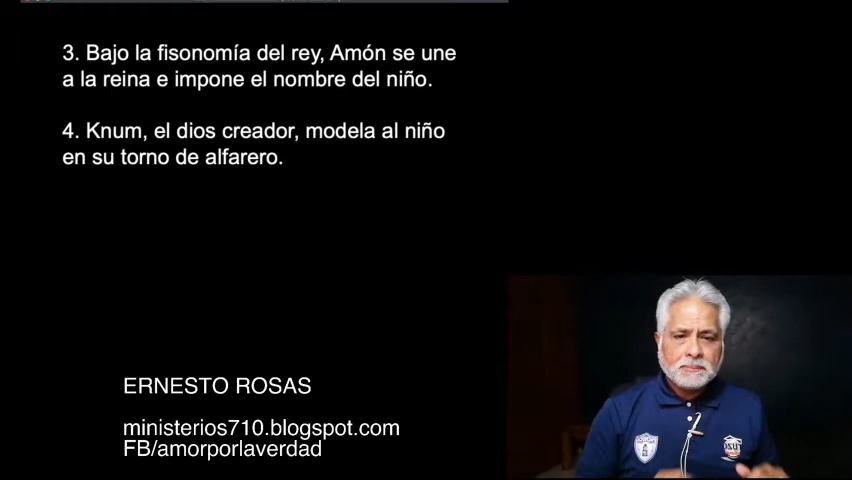 3. Bajo la fisonomía del rey, Amón se une
a la reina e impone el nombre del niño.
4. Knum, el dios creador, modela al niño
en su torno de alfarero.
ERNESTO ROSAS
ministerios710.blogspot.com
FB/amorporlaverdad